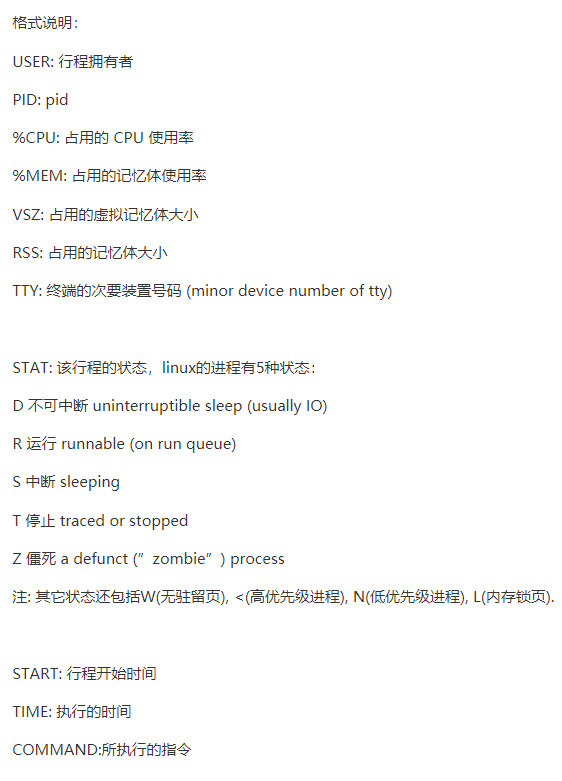 格式说明：
USER: 行程拥有者
PID: pid
%CPU: 占用的 CPU 使用率
%MEM: 占用的记忆体使用率
VSZ: 占用的虚拟记忆体大小
RSS: 占用的记忆体大小
TTY: 终端的次要装置号码 (minor device number of tty)
STAT: 该行程的状态，linux的进程有5种状态：
D 不可中断 uninterruptible sleep (usually IO)
R 运行 runnable (on run queue)
S 中断 sleeping
T 停止 traced or stopped
Z 僵死 a defunct (”zombie”) process
注: 其它状态还包括W(无驻留页), <(高优先级进程), N(低优先级进程), L(内存锁页).
START: 行程开始时间
TIME: 执行的时间
COMMAND:所执行的指令